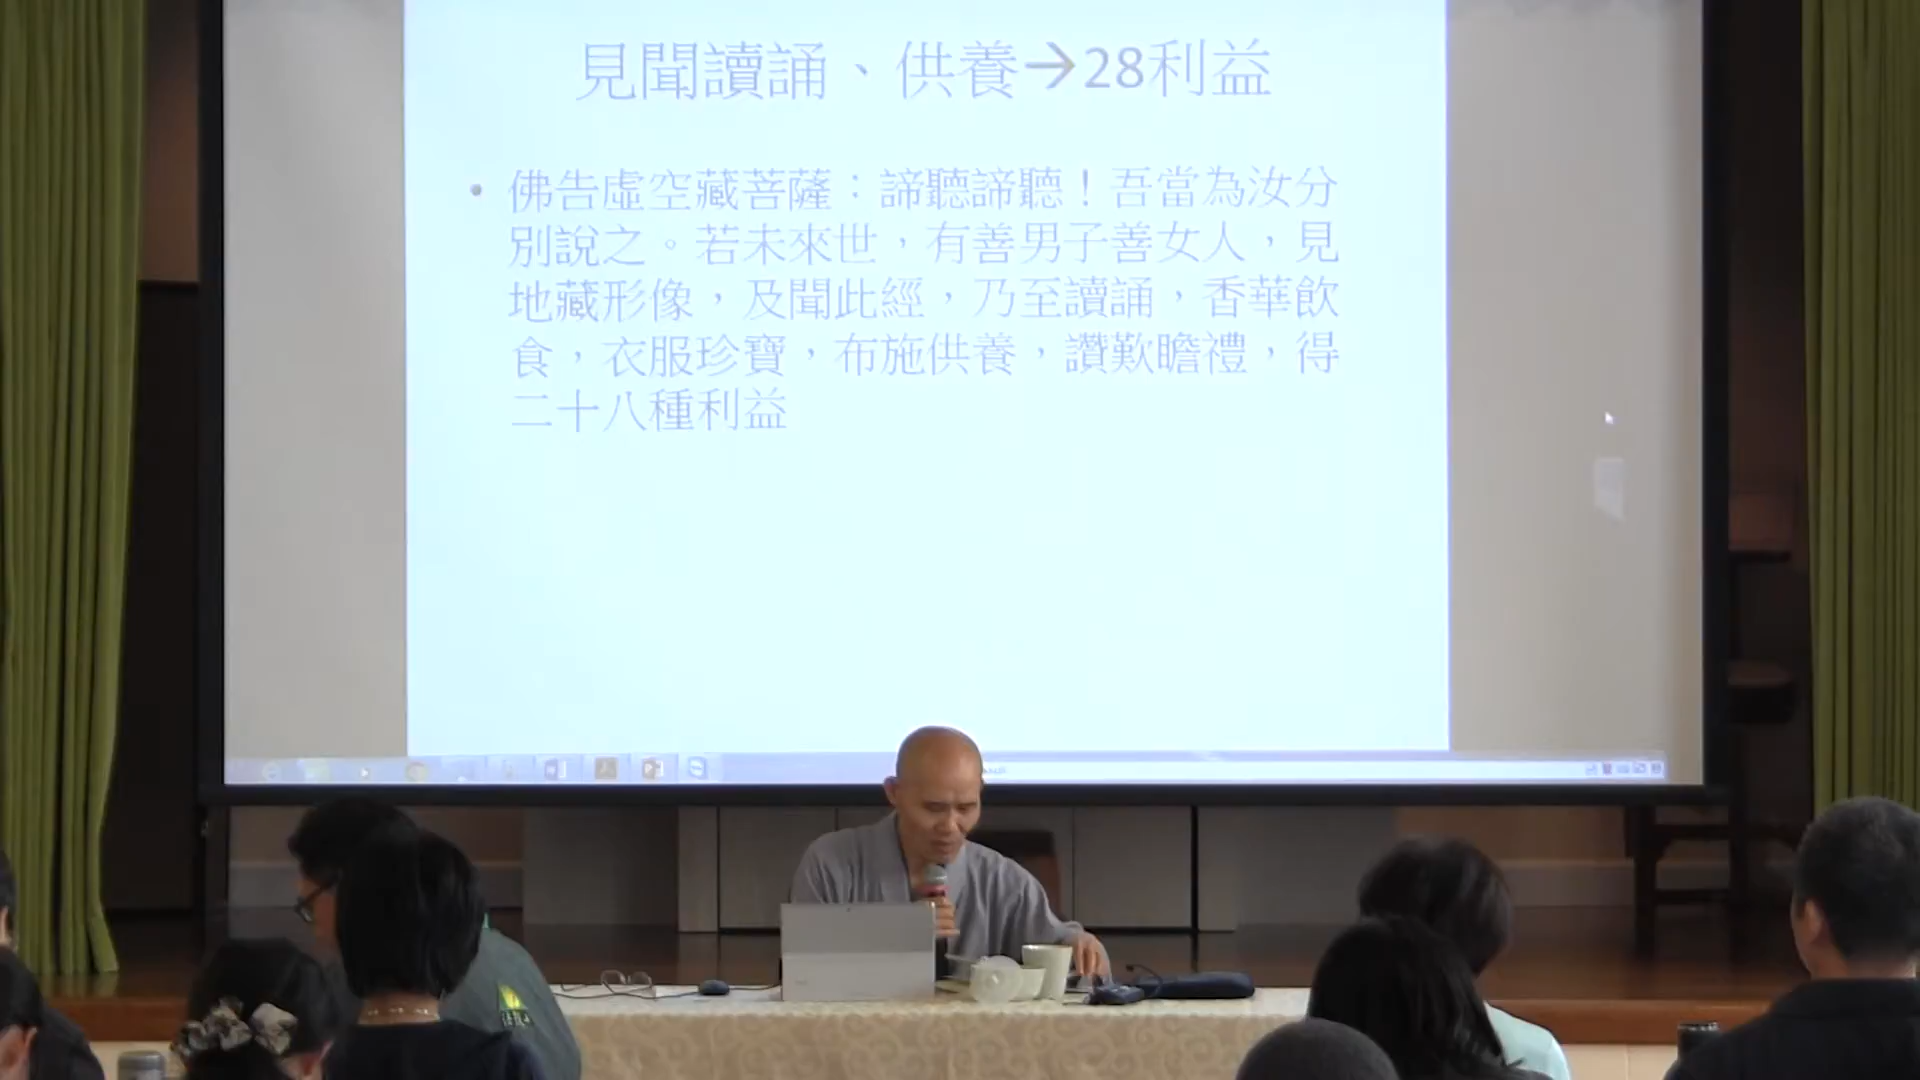 見聞讀誦、供養→28利益
• 佛告虛空藏菩薩：諦聽諦聽！吾當為汝分
別說之。若未來世，有善男子善女人，見
地藏形像，及聞此經，乃至讀誦，香華飲
食，衣服珍寶，布施供養，讚歎瞻禮，得
二十八種利益